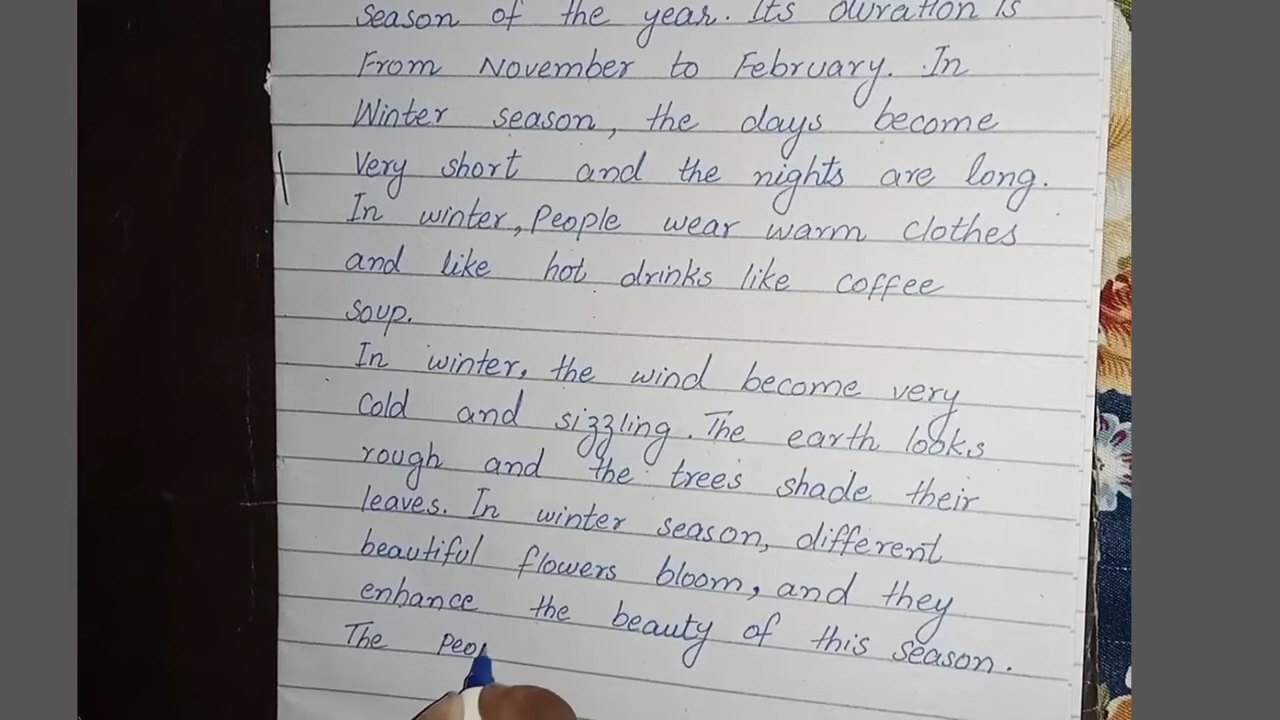 season of the year. Its duration is
From November to February. In
Winter season, the days become
very short and the nights are long.
In winter, people wear warm clothes
and like hot drinks like coffee
soup.
In winter, the wind become very
cold and sizzling. The earth looks
rough and the trees shade their
leaves. In winter season, different
beautiful flowers bloom, and they
enhance the beauty of this season.
The peo